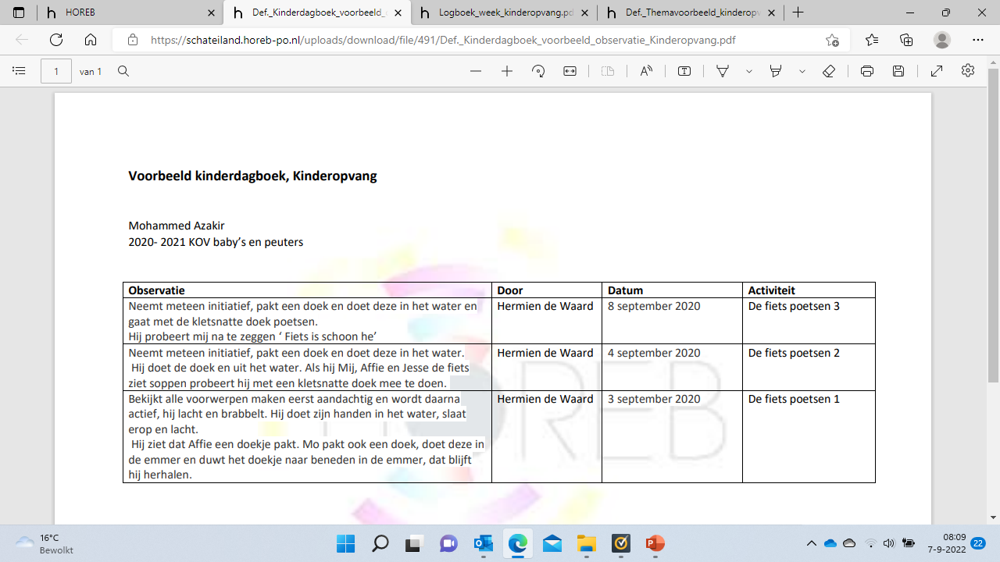 HOREB
Def._Kinderdagboek_voorbeeld_
Logboek_week_kinderopvang.pd
Def._Themavoorbeeld_kinderopv
https://schateiland.horeb-po.nl/uploads/download/file/491/Def._Kinderdagboek_voorbeeld_observatie_Kinderopvang.pdf
1 van 1
Voorbeeld kinderdagboek, Kinderopvang
Mohammed Azakir
2020- 2021 KOV baby’s en peuters
Observatie Door Datum Activiteit
Neemt meteen initiatief, pakt een doek en doet deze in het water en Hermien de Waard 8 september 2020 De fiets poetsen 3
gaat met de kletsnatte doek poetsen.
Hij probeert mij na te zeggen ‘ Fiets is schoon he’
Neemt meteen initiatief, pakt een doek en doet deze in het water. Hermien de Waard 4 september 2020 De fiets poetsen 2
Hij doet de doek en uit het water. Als hij Mij, Affie en Jesse de fiets
ziet soppen probeert hij met een kletsnatte doek mee te doen.
Bekijkt alle voorwerpen maken eerst aandachtig en wordt daarna Hermien de Waard 3 september 2020 De fiets poetsen 1
actief, hij lacht en brabbelt. Hij doet zijn handen in het water, slaat
erop en lacht.
Hij ziet dat Affie een doekje pakt. Mo pakt ook een doek, doet deze in
de emmer en duwt het doekje naar beneden in de emmer, dat blijft
hij herhalen.
HOREB
16°C
Bewolkt
08:09
7-9-2022
22